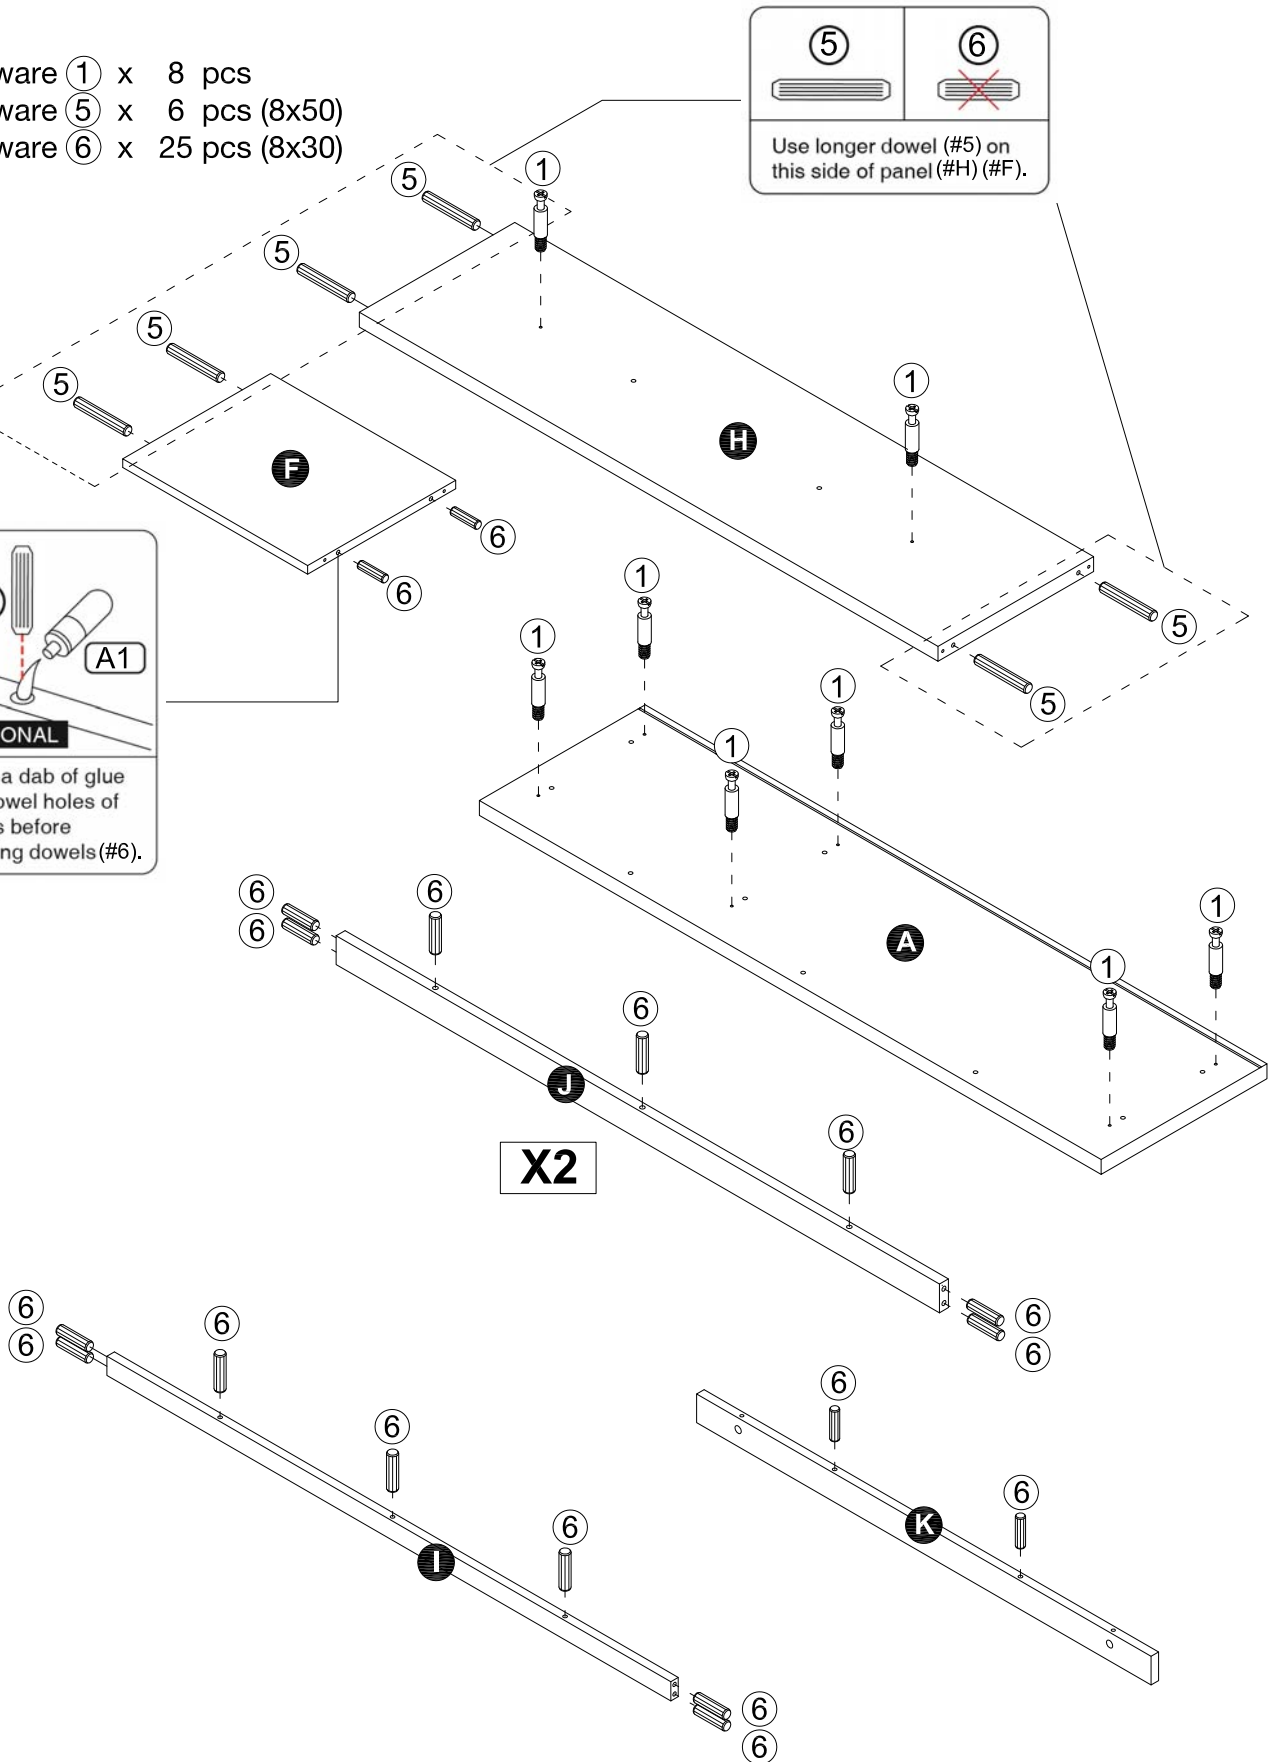 ware 1 x 8 pcs
ware 5 x 6 pcs (8x50)
ware 6 x 25 pcs (8x30)
5 6
Use longer dowel (#5) on
this side of panel (#H) (#F).
5
1
5
5
5
1
H
F
6
6
1
1
5
5
1
1
A1
ONAL
a dab of glue
owel holes of
s before
ng dowels (#6).
6
6
6
1
A
1
6
J
6
X2
6
6
6
6
6
6
6
6
6
6
K
I
6
6